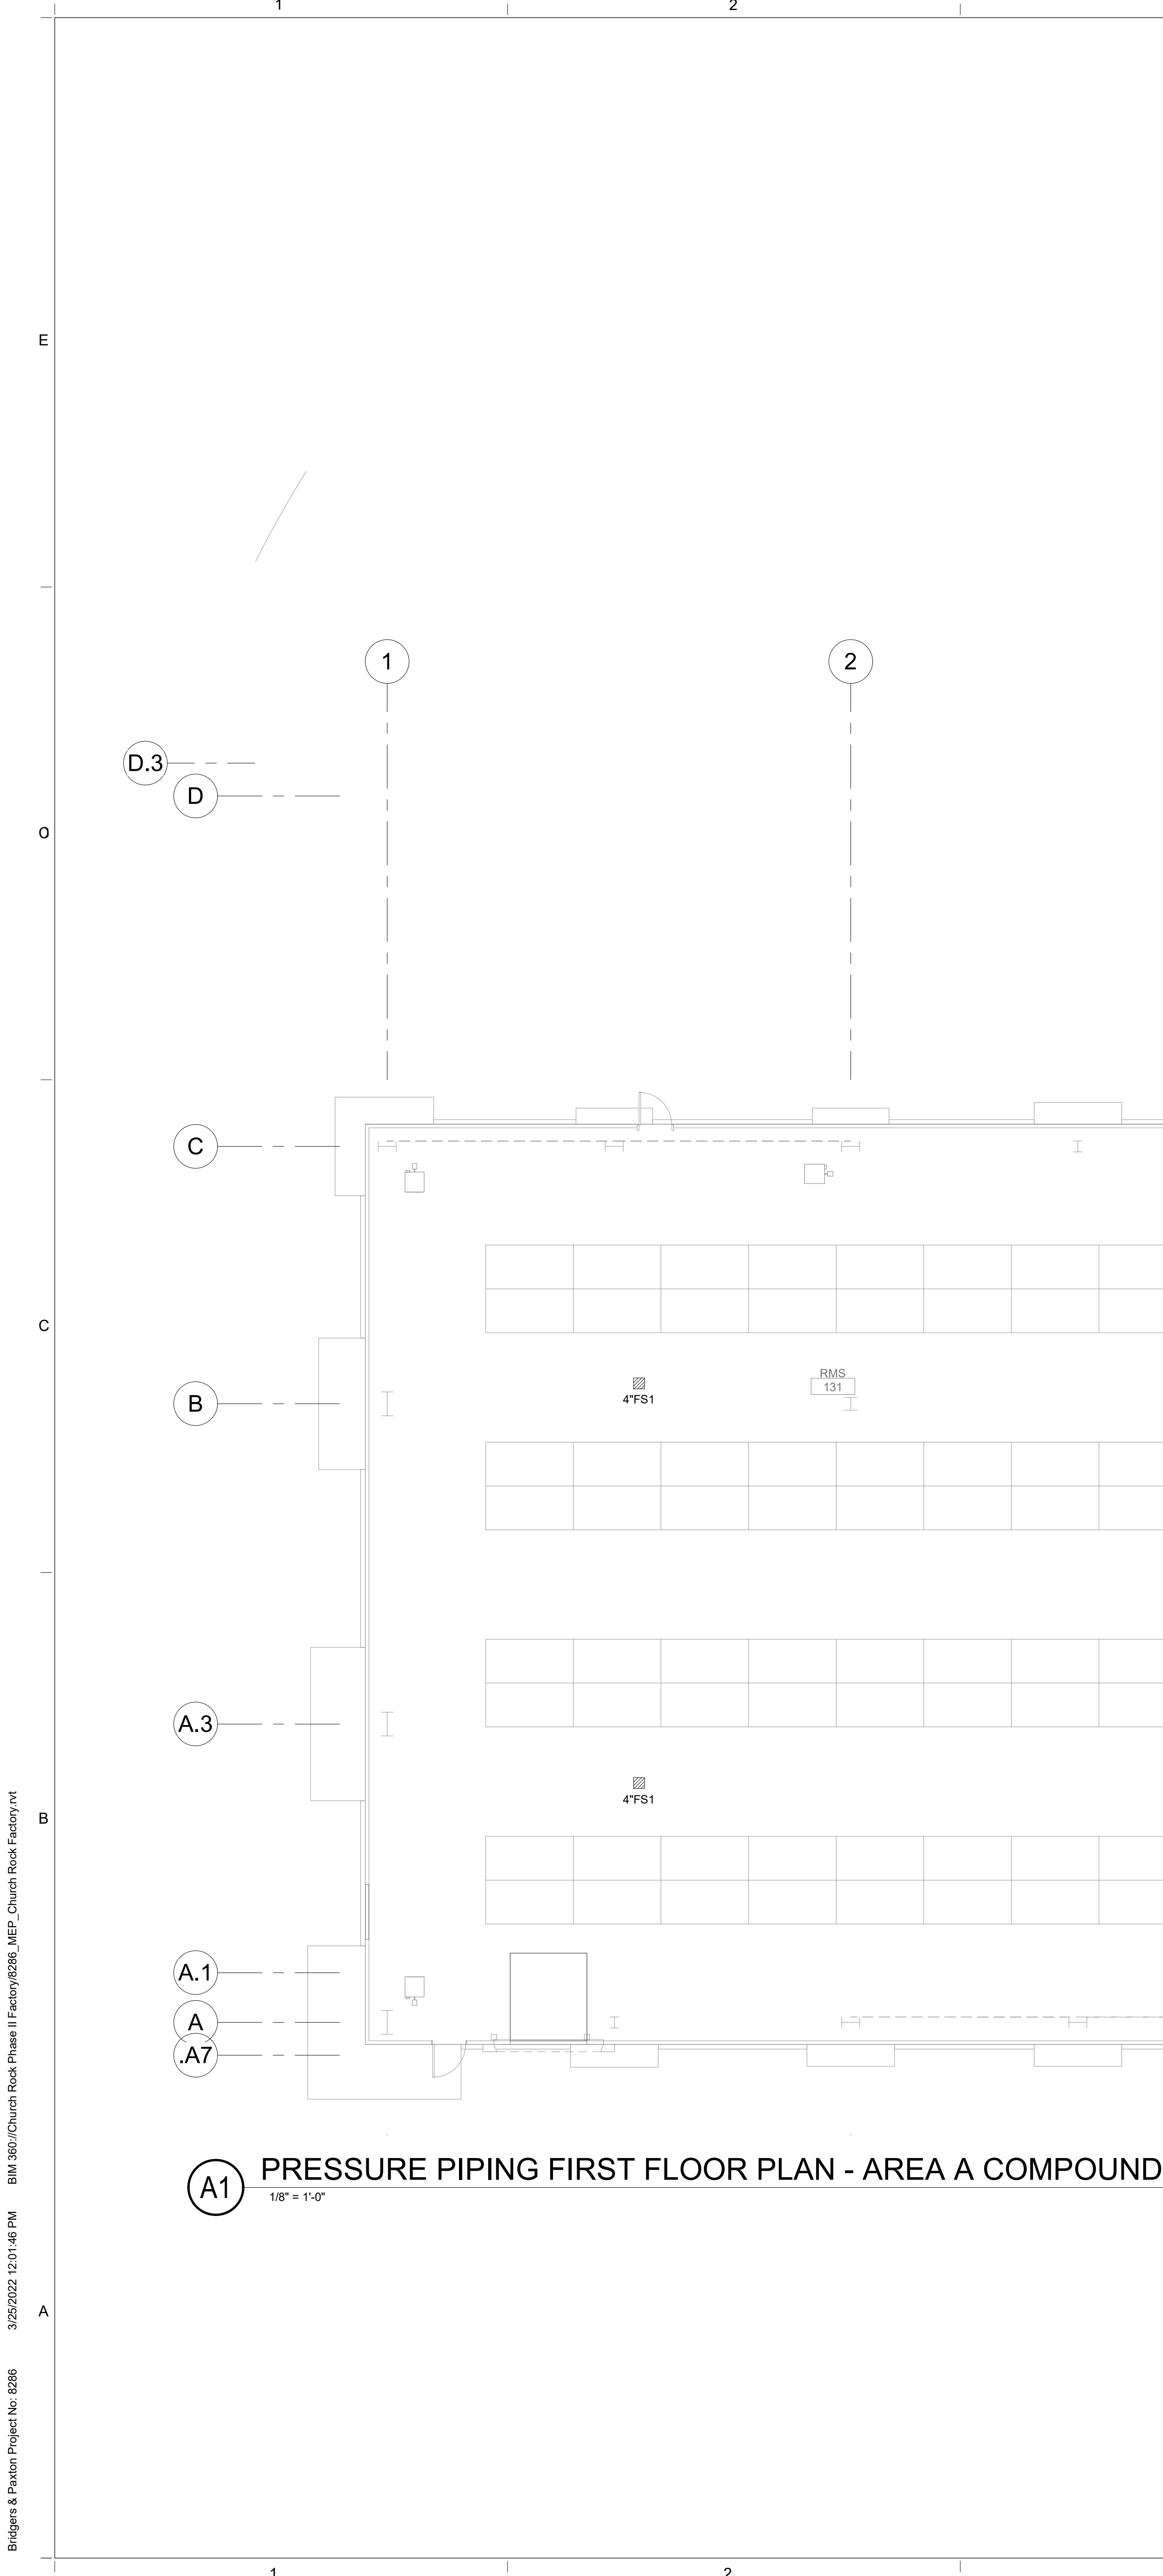 1
2
E
1
2
D.3
D
O
C
C
RMS
131
B
4"FS1
A.3
4"FS1
B
A.1
A
.A7
A1
PRESSURE PIPING FIRST FLOOR PLAN - AREA A COMPOUND
1/8" = 1'-0"
A
1
2
Bridgers & Paxton Project No: 8286 3/25/2022 12:01:46 PM BIM 360://Church Rock Phase II Factory/8286_MEP_Church Rock Factory.rvt